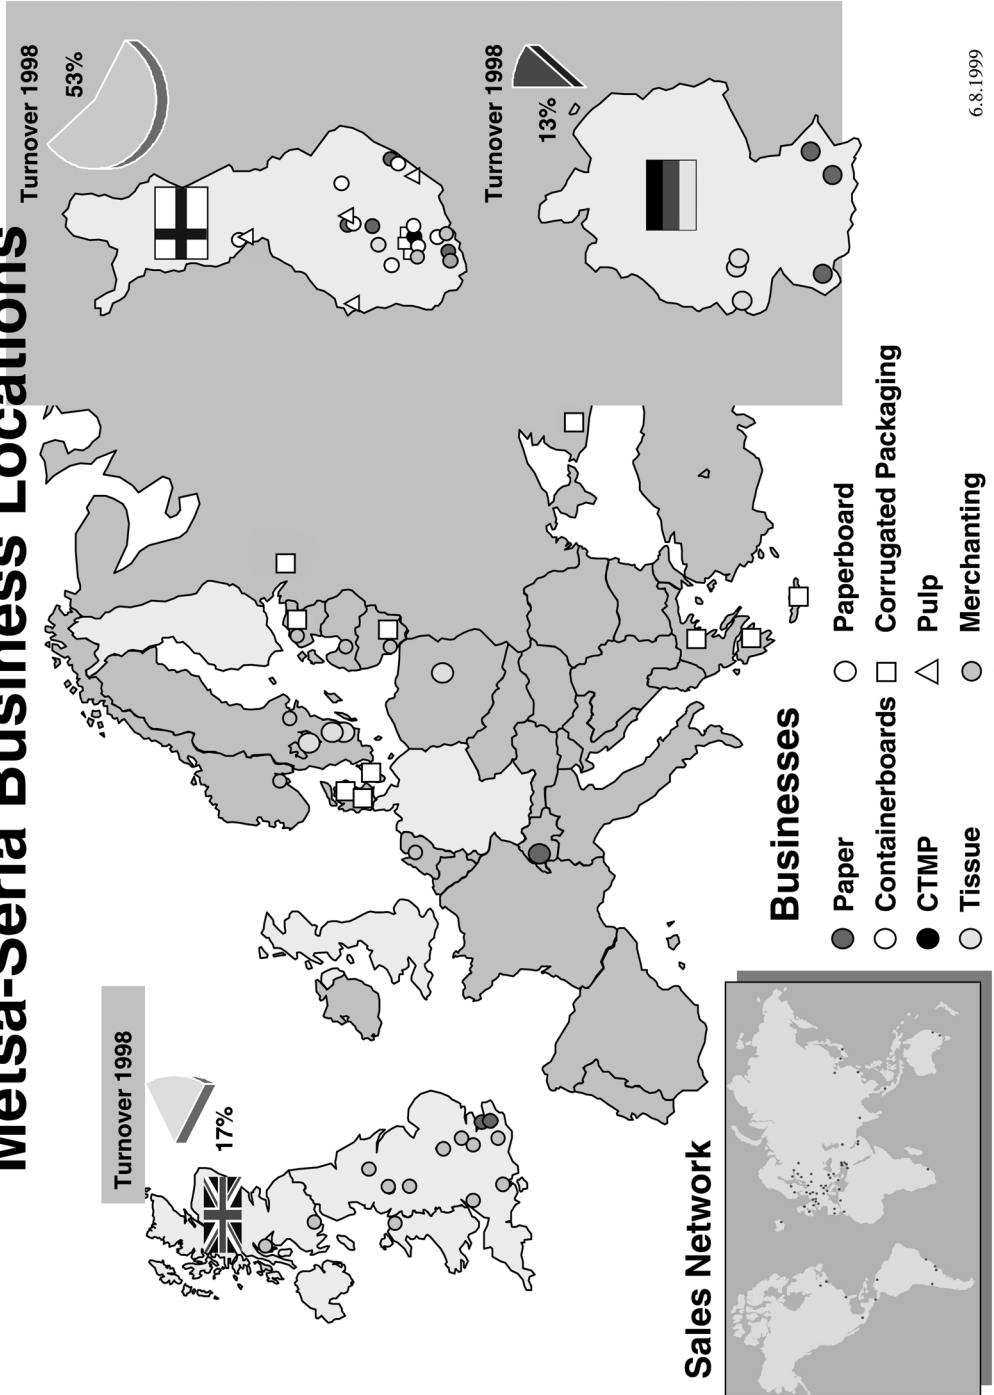 Metsä-Serla Business Locations
Turnover 1998
17%
Turnover 1998
53%
Turnover 1998
13%
Sales Network
Businesses
Paper
Paperboard
Containerboards
Corrugated Packaging
CTMP
Pulp
Tissue
Merchanting
6.8.1999